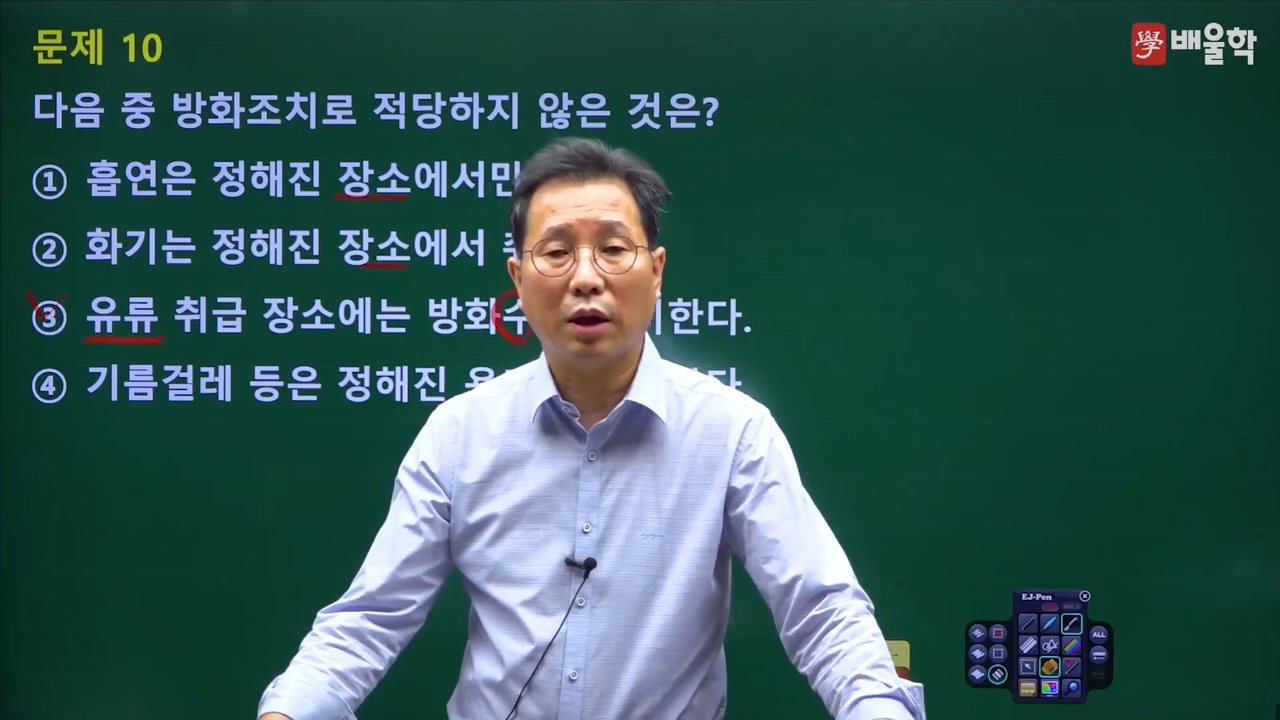 문제 10
學 배울학
다음 중 방화조치로 적당하지 않은 것은?
① 흡연은 정해진 장소에서만
② 화기는 정해진 장소에서
③ 유류 취급 장소에는 방화수 한다.
④ 기름걸레 등은 정해진
EJ-Pen
ALL
UNDO
VIEW